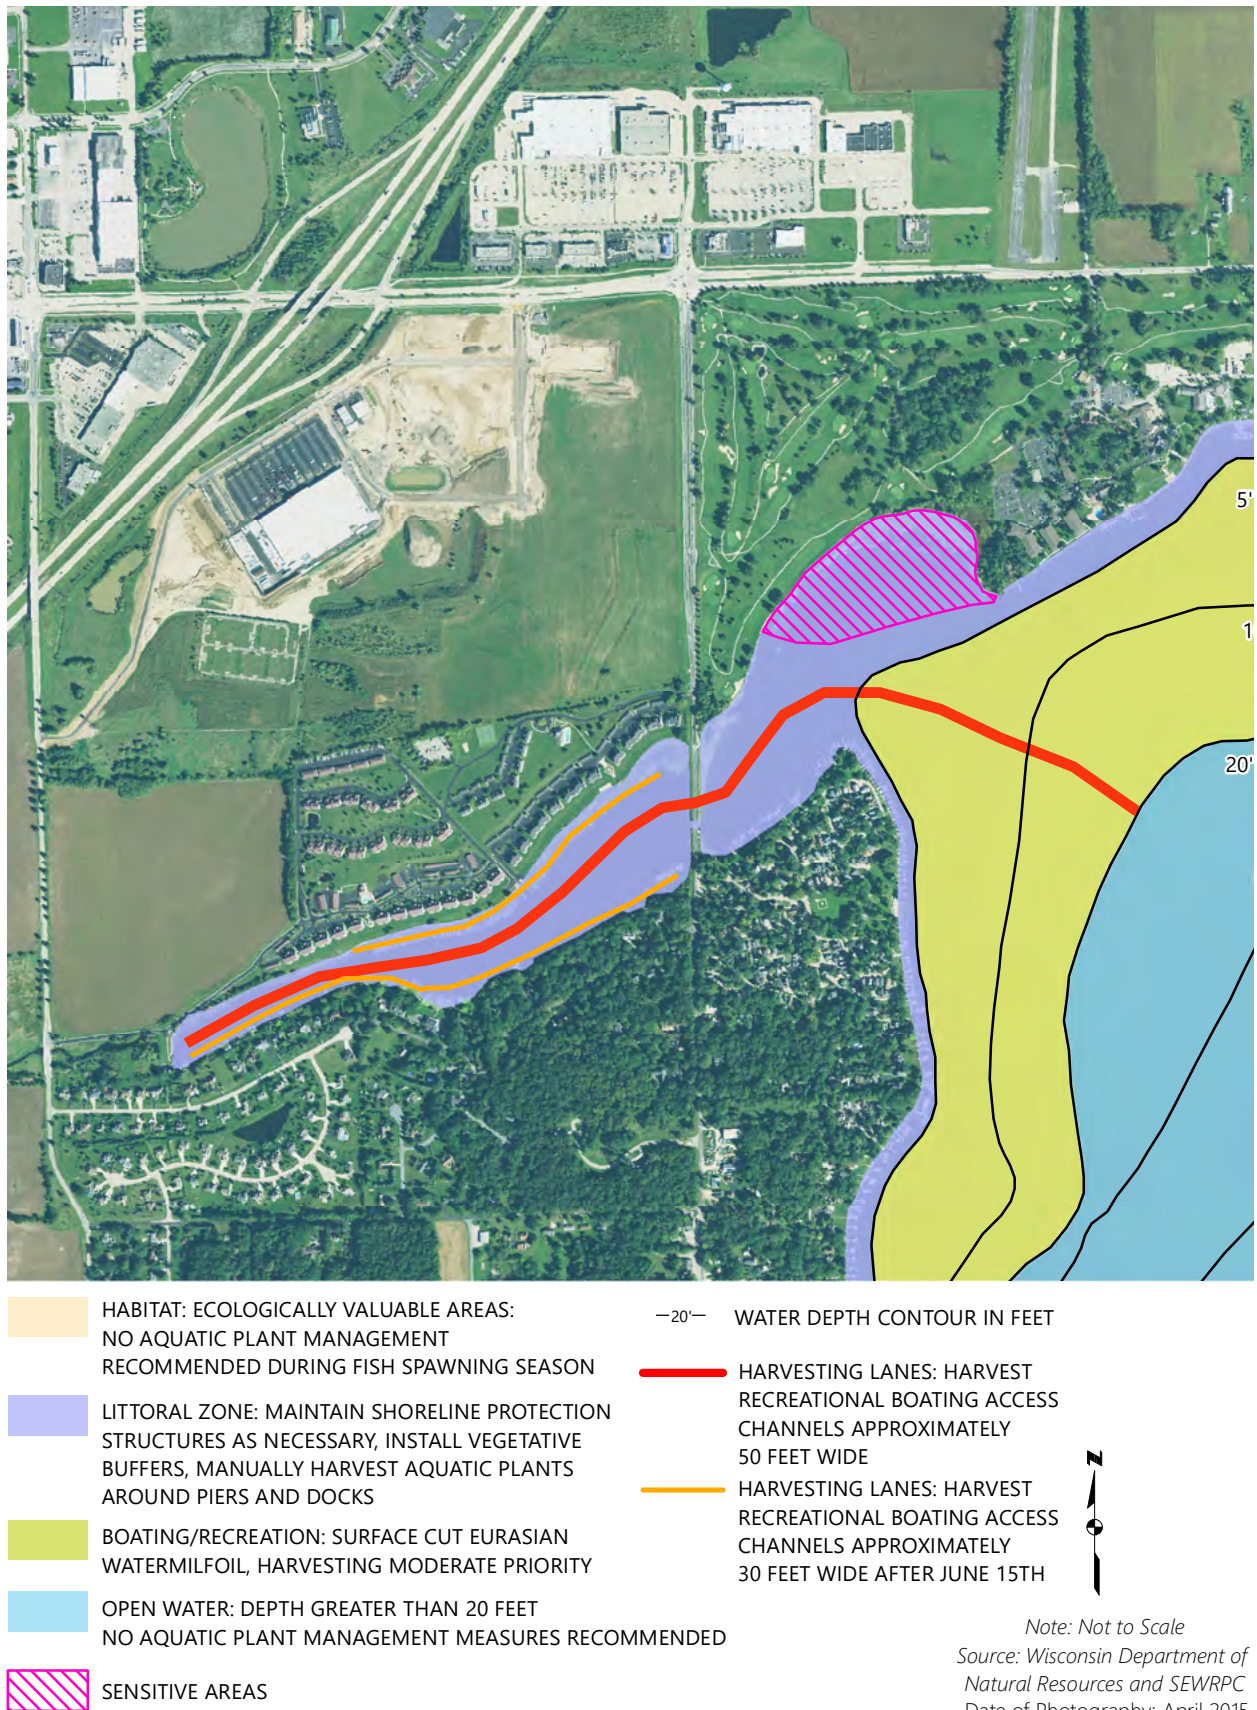 5'
1
20'
HABITAT: ECOLOGICALLY VALUABLE AREAS:
NO AQUATIC PLANT MANAGEMENT
RECOMMENDED DURING FISH SPAWNING SEASON
LITTORAL ZONE: MAINTAIN SHORELINE PROTECTION
STRUCTURES AS NECESSARY, INSTALL VEGETATIVE
BUFFERS, MANUALLY HARVEST AQUATIC PLANTS
AROUND PIERS AND DOCKS
BOATING/RECREATION: SURFACE CUT EURASIAN
WATERMILFOIL, HARVESTING MODERATE PRIORITY
OPEN WATER: DEPTH GREATER THAN 20 FEET
NO AQUATIC PLANT MANAGEMENT MEASURES RECOMMENDED
SENSITIVE AREAS
—20'— WATER DEPTH CONTOUR IN FEET
HARVESTING LANES: HARVEST
RECREATIONAL BOATING ACCESS
CHANNELS APPROXIMATELY
50 FEET WIDE
HARVESTING LANES: HARVEST
RECREATIONAL BOATING ACCESS
CHANNELS APPROXIMATELY
30 FEET WIDE AFTER JUNE 15TH
N
Note: Not to Scale
Source: Wisconsin Department of
Natural Resources and SEWRPC
Date of Photography: April 2015